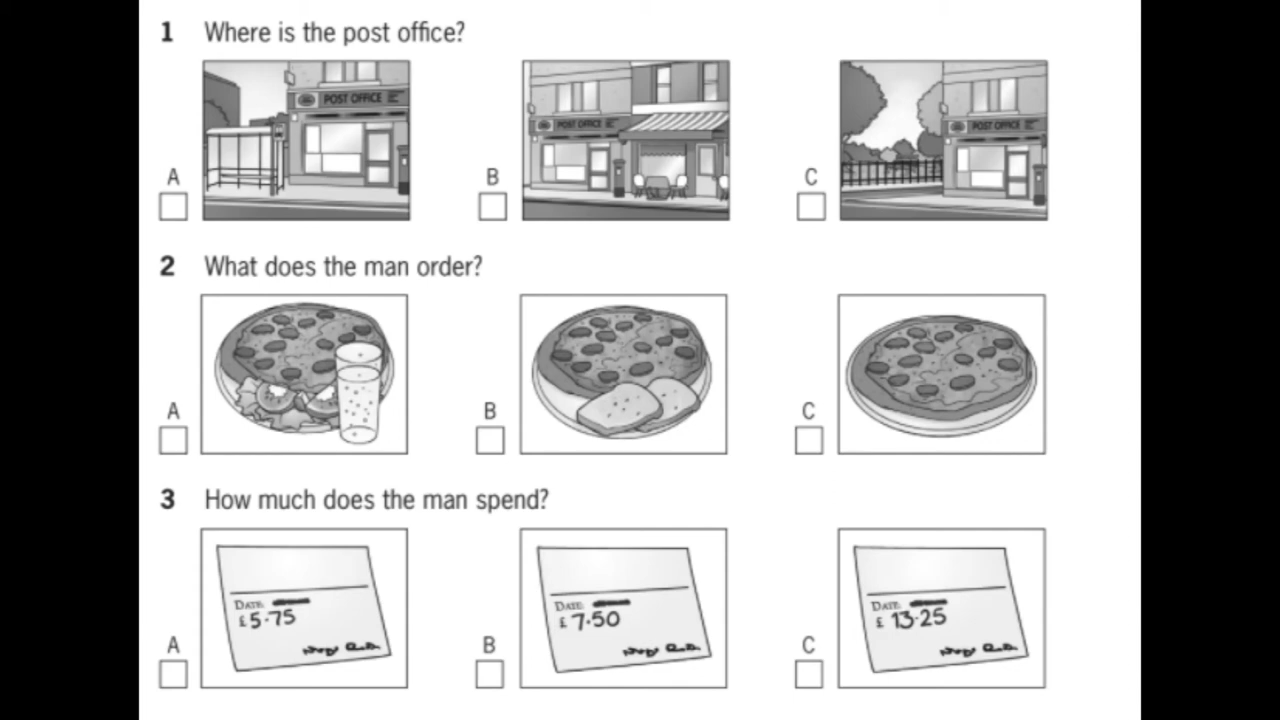 1 Where is the post office?
POST OFFICE
POST OFFICE
POST OFFICE
A
B
C
2 What does the man order?
A
B
C
3 How much does the man spend?
DATE
£5.75
DATE
£ 7.50
DATE
£ 13.25
A
B
C